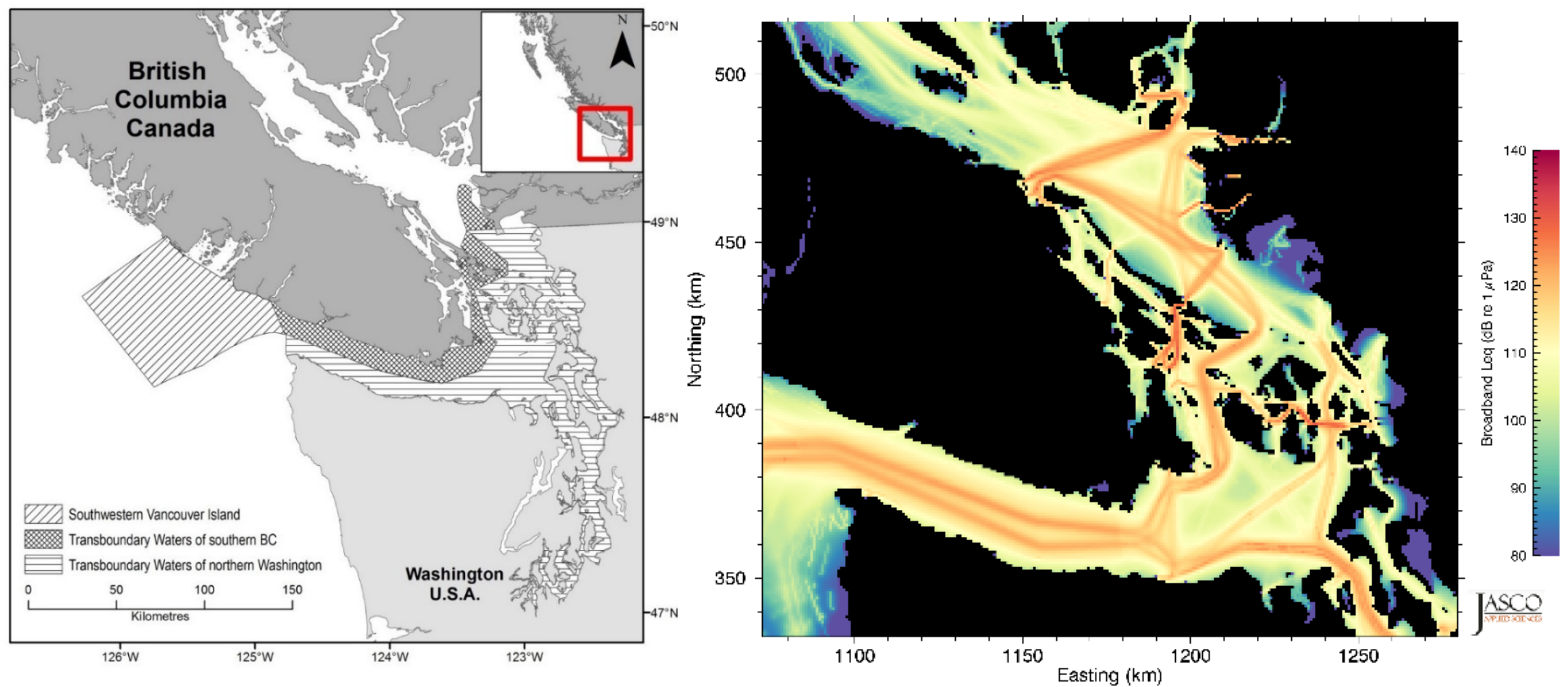 British
Columbia
Canada
N
50°N
49°N
48°N
47°N
Southwestern Vancouver Island
Transboundary Waters of southern BC
Transboundary Waters of northern Washington
0 50 100 150
Kilometres
Washington
U.S.A.
126°W 125°W 124°W 123°W
Northing (km)
500
450
400
350
1100 1150 1200 1250
Easting (km)
Broadband Leq (dB re 1 μPa)
140
130
120
110
100
90
80
JASCO
APPLIED SCIENCES